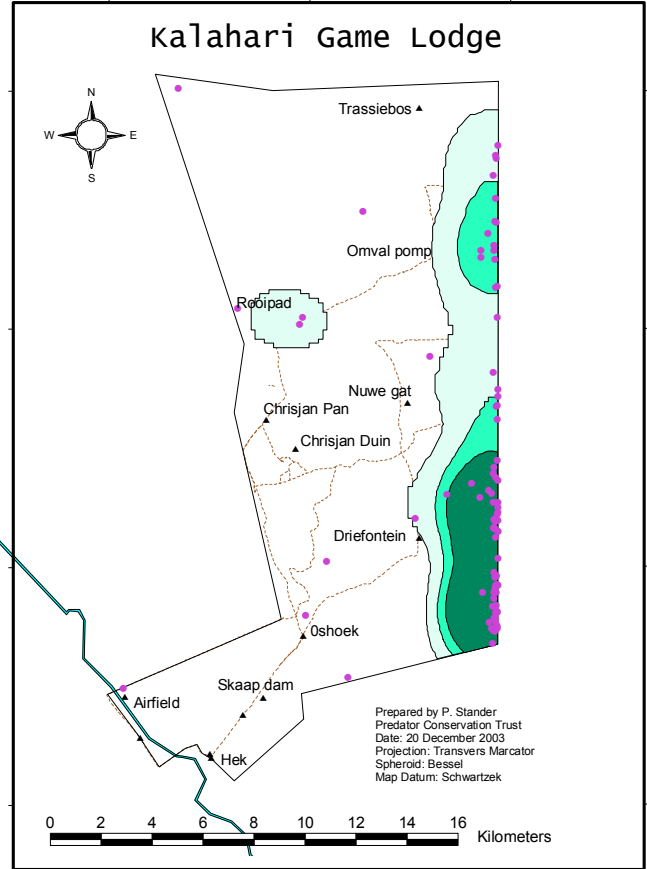 Kalahari Game Lodge
N
W E
S
Trassiebos
Omval pomp
Rooipad
Nuwe gat
Chrisjan Pan
Chrisjan Duin
Driefontein
0shoek
Skaap dam
Airfield
Hek
Prepared by P. Stander
Predator Conservation Trust
Date: 20 December 2003
Projection: Transvers Marcator
Spheroid: Bessel
Map Datum: Schwartzek
0 2 4 6 8 10 12 14 16
Kilometers